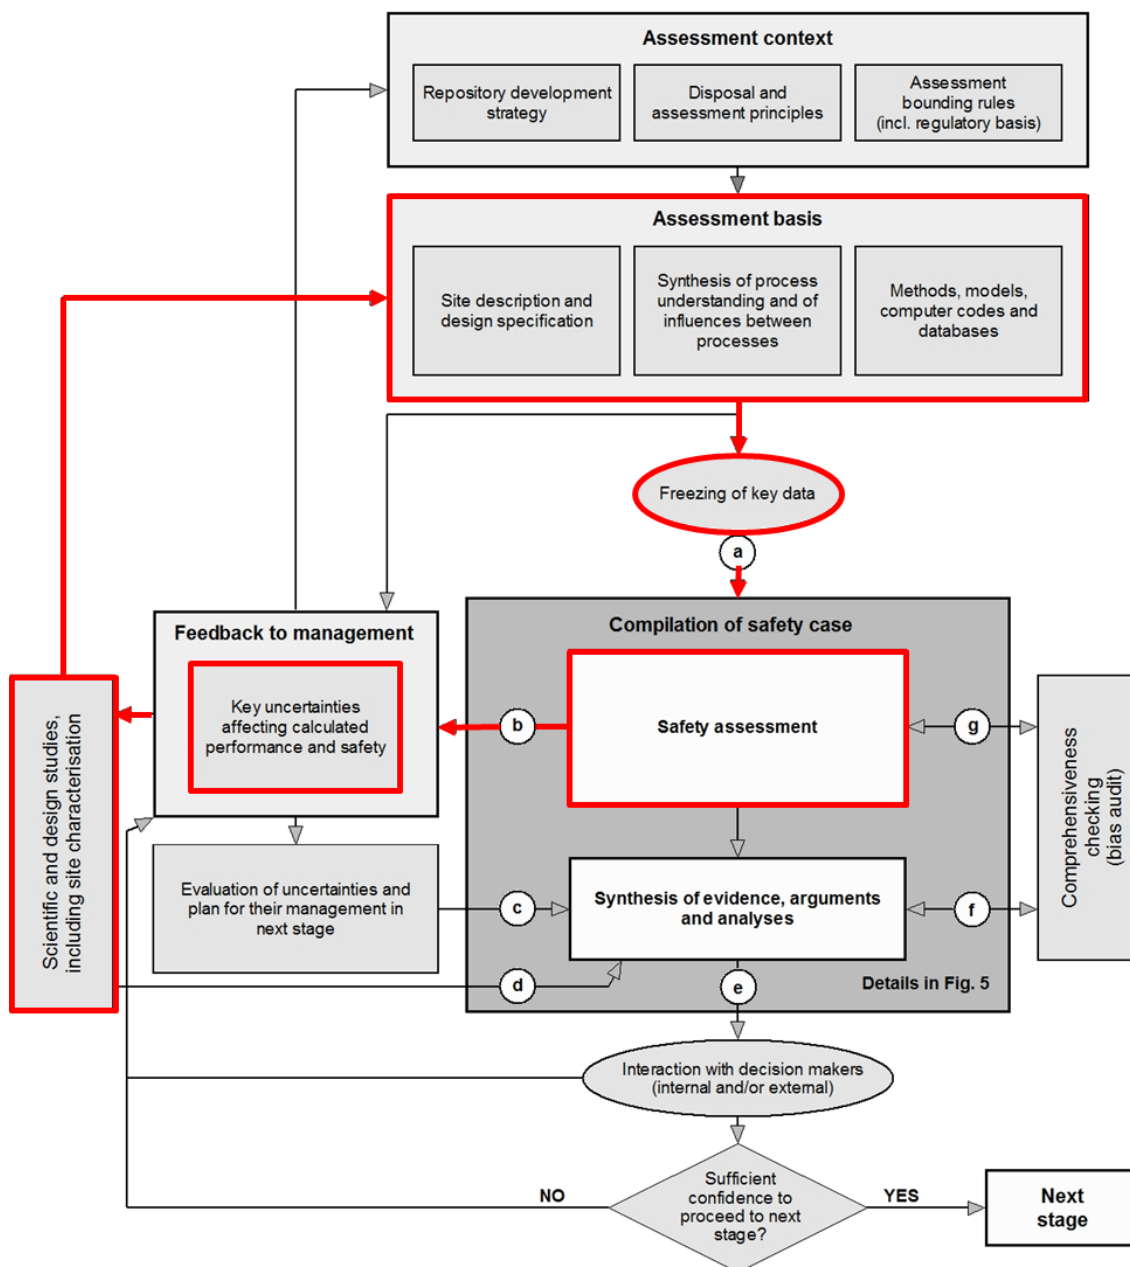 Assessment context
Repository development
strategy
Disposal and
assessment principles
Assessment
bounding rules
(incl. regulatory basis)
Assessment basis
Site description and
design specification
Synthesis of process
understanding and of
influences between
processes
Methods, models,
computer codes and
databases
Freezing of key data
a
Feedback to management
Key uncertainties
affecting calculated
performance and safety
Compilation of safety case
Safety assessment
b
g
Scientific and design studies,
including site characterisation
Comprehensiveness
checking
(bias audit)
Evaluation of uncertainties and
plan for their management in
next stage
c
Synthesis of evidence, arguments
and analyses
f
d
e
Details in Fig. 5
Interaction with decision makers
(internal and/or external)
Sufficient
confidence to
proceed to next
stage?
NO
YES
Next
stage